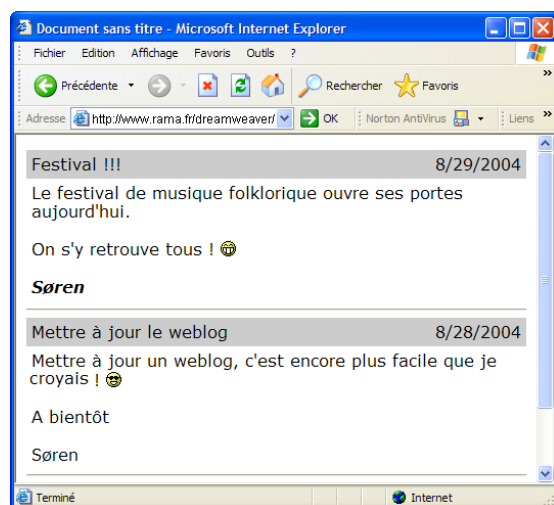 Document sans titre - Microsoft Internet Explorer
Fichier Edition Affichage Favoris Outils ?
Précédente Rechercher Favoris »
Adresse http://www.rama.fr/dreamweaver/ OK Norton AntiVirus Liens »
Festival !!! 8/29/2004
Le festival de musique folklorique ouvre ses portes
aujourd'hui.
On s'y retrouve tous !
Søren
Mettre à jour le weblog 8/28/2004
Mettre à jour un weblog, c'est encore plus facile que je
croyais !
A bientôt
Søren
Terminé Internet